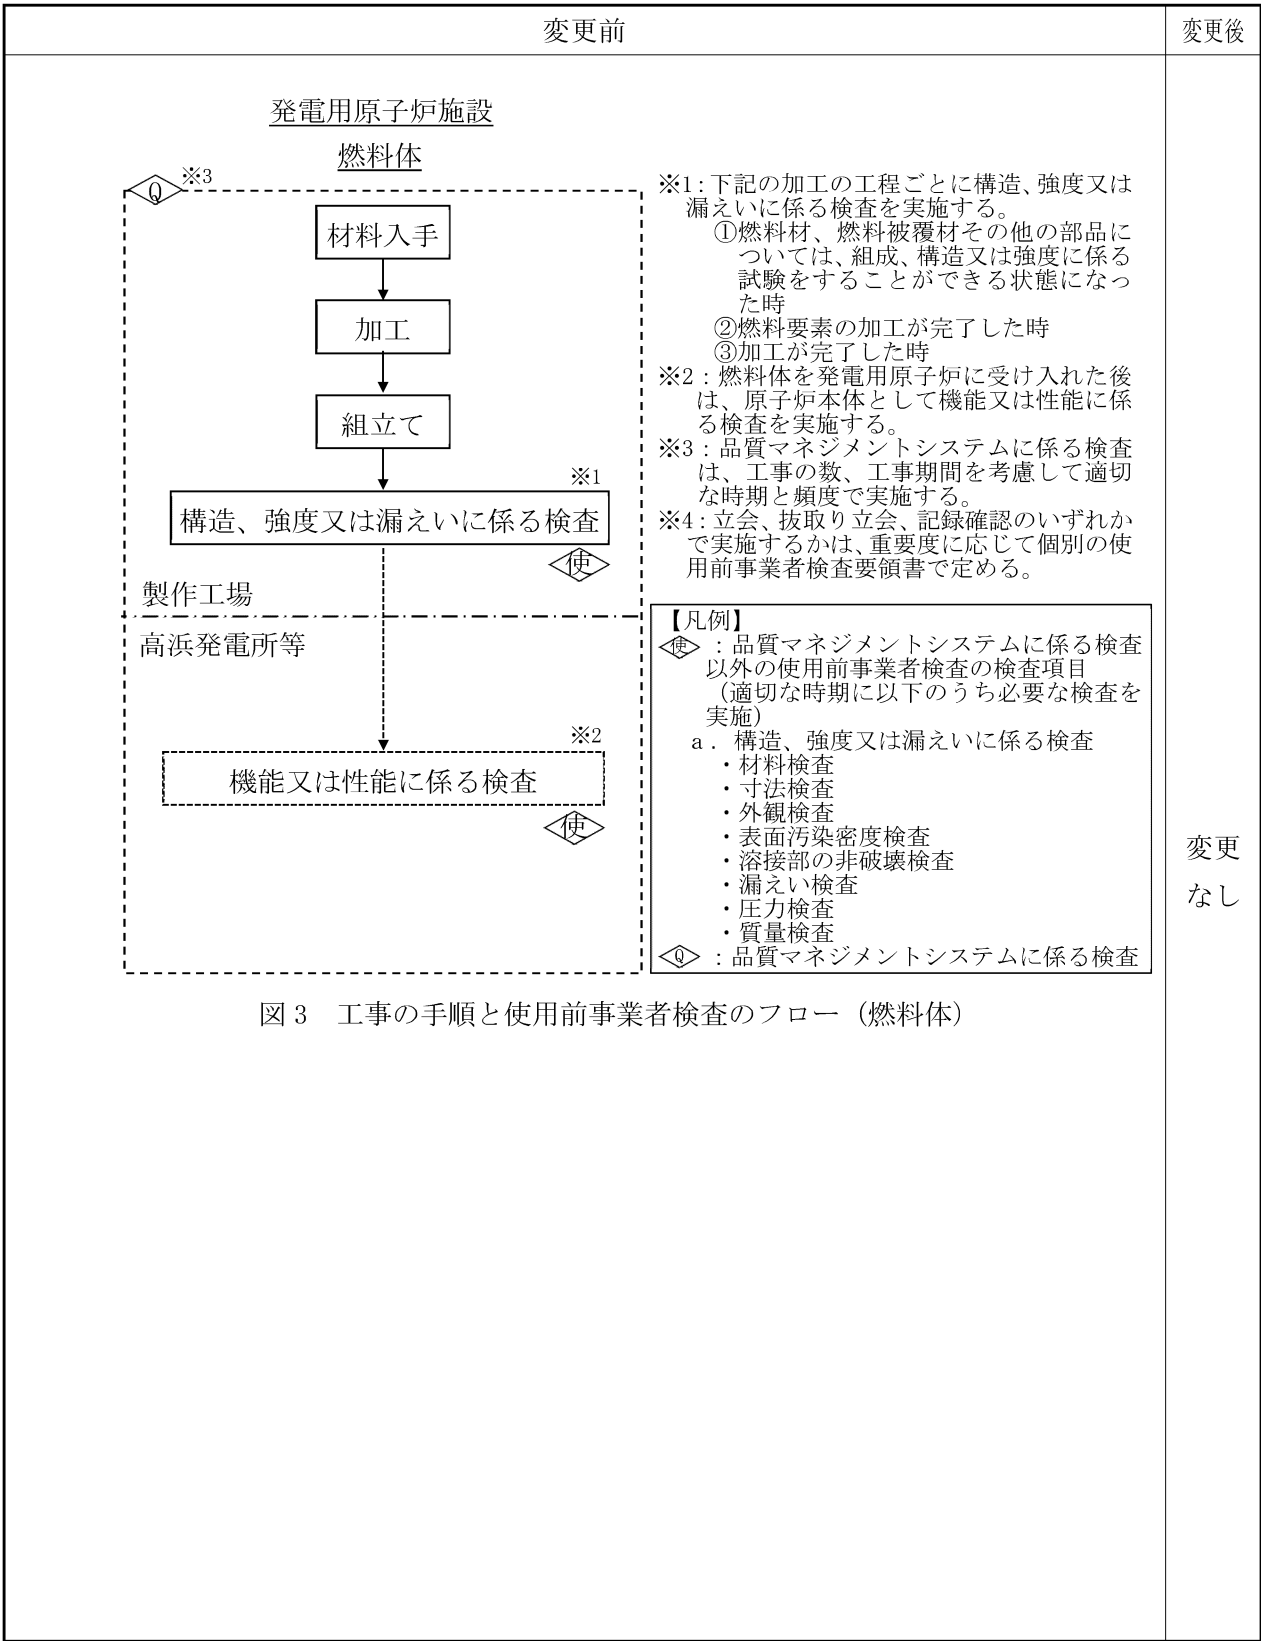 変更前
変更後
発電用原子炉施設
燃料体
Q
※3
材料入手
加工
組立て
※1
構造、強度又は漏えいに係る検査
使
製作工場
高浜発電所等
※2
機能又は性能に係る検査
使
※1：下記の加工の工程ごとに構造、強度又は
漏えいに係る検査を実施する。
①燃料材、燃料被覆材その他の部品に
ついては、組成、構造又は強度に係る
試験をすることができる状態になっ
た時
②燃料要素の加工が完了した時
③加工が完了した時
※2：燃料体を発電用原子炉に受け入れた後
は、原子炉本体として機能又は性能に係
る検査を実施する。
※3：品質マネジメントシステムに係る検査
は、工事の数、工事期間を考慮して適切
な時期と頻度で実施する。
※4：立会、抜取り立会、記録確認のいずれか
で実施するかは、重要度に応じて個別の使
用前事業者検査要領書で定める。
【凡例】
使：品質マネジメントシステムに係る検査
以外の使用前事業者検査の検査項目
（適切な時期に以下のうち必要な検査を
実施）
a．構造、強度又は漏えいに係る検査
・材料検査
・寸法検査
・外観検査
・表面汚染密度検査
・溶接部の非破壊検査
・漏えい検査
・圧力検査
・質量検査
Q：品質マネジメントシステムに係る検査
変更
なし
図3　工事の手順と使用前事業者検査のフロー（燃料体）